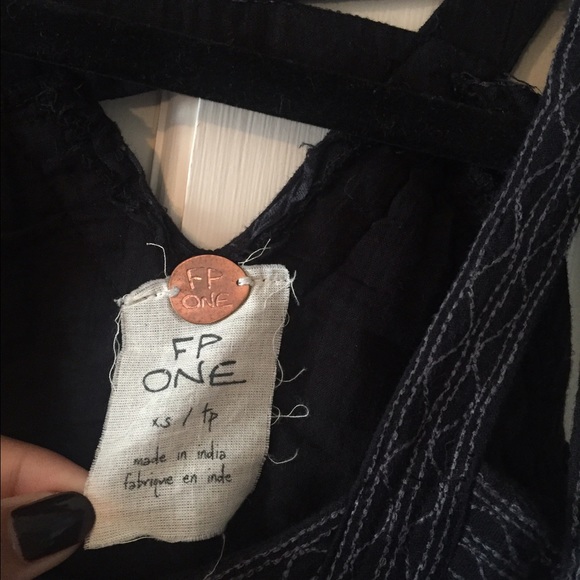 FP
ONE
FP
ONE
xs / tp
made in india
fabrique en inde